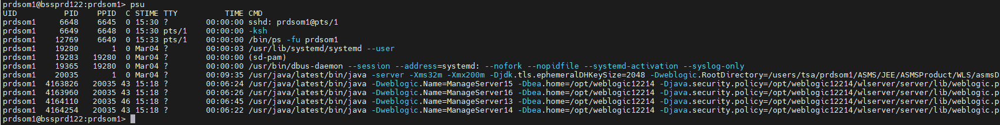 prdsom1@bssprd122:prdsom1> psu
UID          PID    PPID  C STIME TTY          TIME CMD
prdsom1     6648    6645  0 15:30 ?        00:00:00 sshd: prdsom1@pts/1
prdsom1     6649    6648  0 15:30 pts/1    00:00:00 -ksh
prdsom1    12769    6649  0 15:33 pts/1    00:00:00 /bin/ps -fu prdsom1
prdsom1    19280       1  0 Mar04 ?        00:00:03 /usr/lib/systemd/systemd --user
prdsom1    19283   19280  0 Mar04 ?        00:00:00 (sd-pam)
prdsom1    19365   19280  0 Mar04 ?        00:00:00 /usr/bin/dbus-daemon --session --address=systemd: --nofork --nopidfile --systemd-activation --syslog-only
prdsom1    20035       1  0 Mar04 ?        00:09:35 /usr/java/latest/bin/java -server -Xms32m -Xmx200m -Djdk.tls.ephemeralDHKeySize=2048 -Dweblogic.RootDirectory=/users/tsa/prdsom1/ASMS/JEE/ASMSProduct/WLS/asmsD
prdsom1  4163826   20035 43 15:18 ?        00:06:24 /usr/java/latest/bin/java -Dweblogic.Name=ManageServer15 -Dbea.home=/opt/weblogic12214 -Djava.security.policy=/opt/weblogic12214/wlserver/server/lib/weblogic.p
prdsom1  4163960   20035 43 15:18 ?        00:06:26 /usr/java/latest/bin/java -Dweblogic.Name=ManageServer16 -Dbea.home=/opt/weblogic12214 -Djava.security.policy=/opt/weblogic12214/wlserver/server/lib/weblogic.p
prdsom1  4164110   20035 46 15:18 ?        00:06:45 /usr/java/latest/bin/java -Dweblogic.Name=ManageServer13 -Dbea.home=/opt/weblogic12214 -Djava.security.policy=/opt/weblogic12214/wlserver/server/lib/weblogic.p
prdsom1  4164254   20035 43 15:18 ?        00:06:22 /usr/java/latest/bin/java -Dweblogic.Name=ManageServer14 -Dbea.home=/opt/weblogic12214 -Djava.security.policy=/opt/weblogic12214/wlserver/server/lib/weblogic.p
prdsom1@bssprd122:prdsom1>